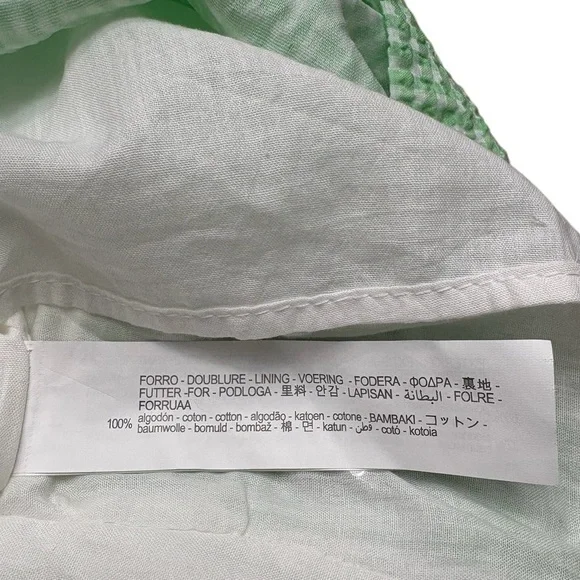 FORRO - DOUBLURE - LINING - VOERING - FODERA - ΦΟΔΡΑ - 裏地 -
FUTTER -FOR - PODLOGA - 里料 - 안감 - LAPISAN - البطانة - FOLRE -
FORRUAA
100% algodón - coton - cotton - algodão - katoen - cotone - BAMBAKI - コットン -
baumwolle - bomuld - bombaž - 棉 - 면 - katun - قطن - cotó - kotoia